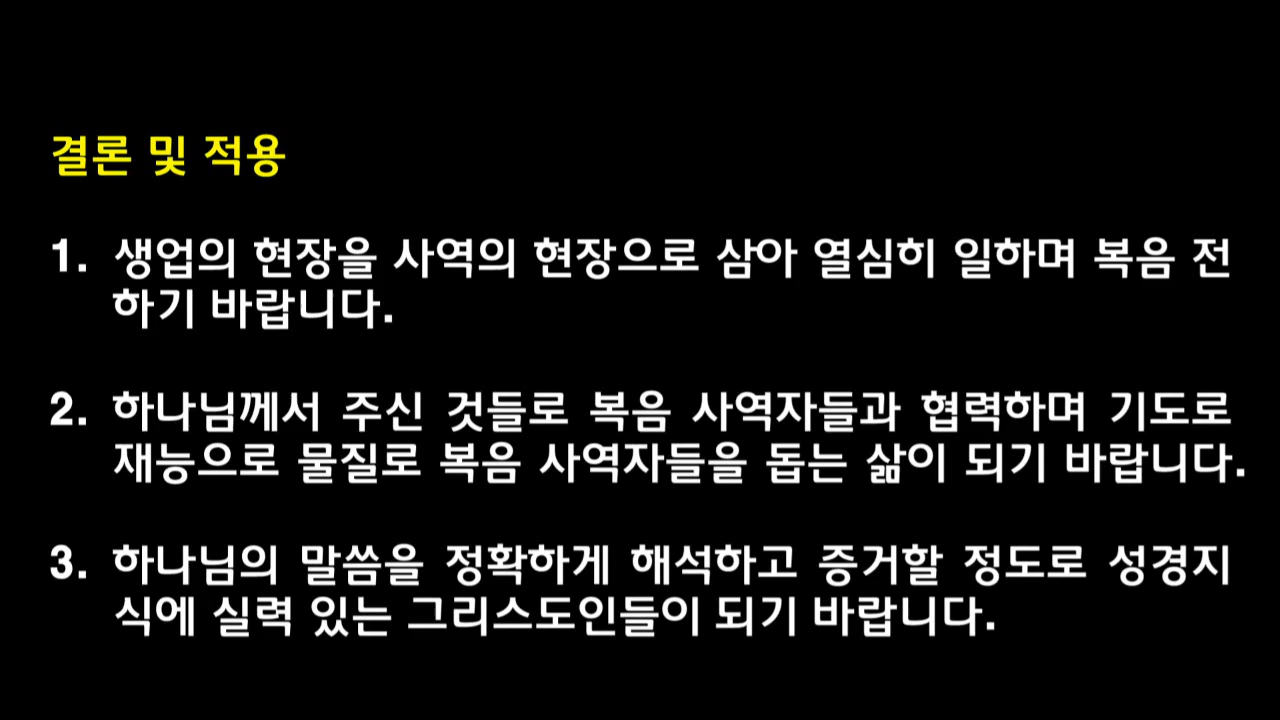 결론 및 적용
1. 생업의 현장을 사역의 현장으로 삼아 열심히 일하며 복음 전
하기 바랍니다.
2. 하나님께서 주신 것들로 복음 사역자들과 협력하며 기도로
재능으로 물질로 복음 사역자들을 돕는 삶이 되기 바랍니다.
3. 하나님의 말씀을 정확하게 해석하고 증거할 정도로 성경지
식에 실력 있는 그리스도인들이 되기 바랍니다.